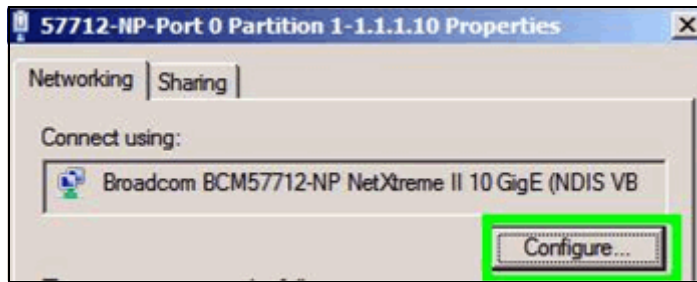 57712-NP-Port 0 Partition 1-1.1.1.10 Properties
Networking Sharing
Connect using:
Broadcom BCM57712-NP NetXtreme II 10 GigE (NDIS VB
Configure...